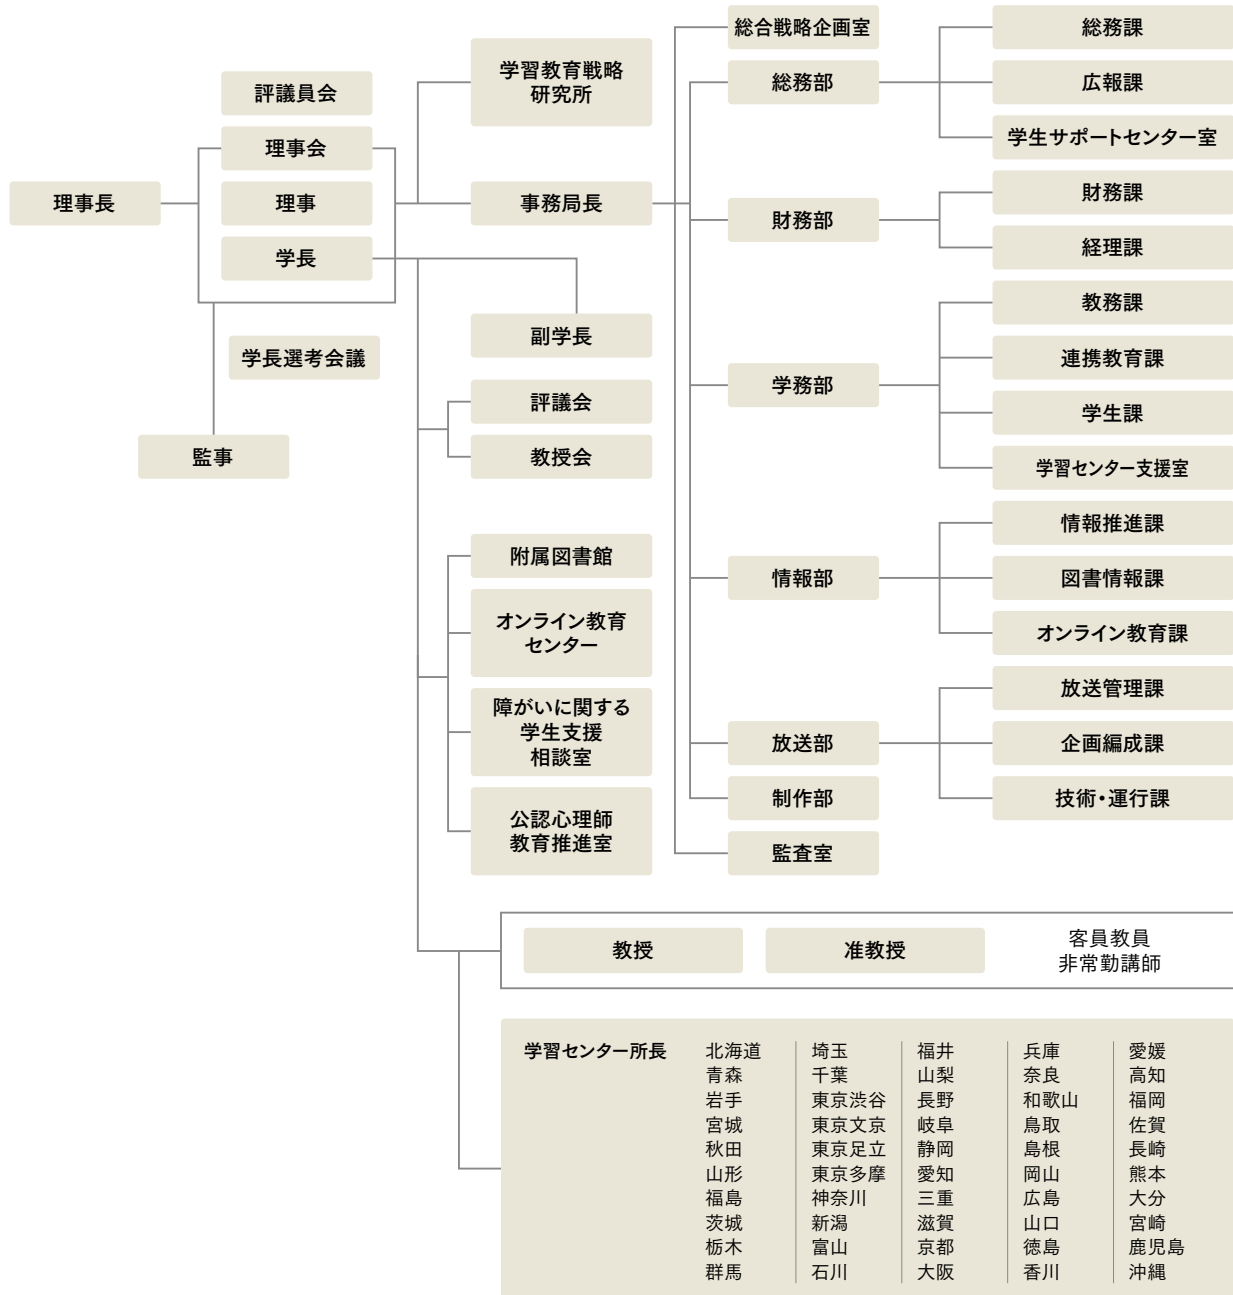 理事長
評議員会
理事会
理事
学長
学長選考会議
監事
学習教育戦略
研究所
事務局長
副学長
評議会
教授会
附属図書館
オンライン教育
センター
障がいに関する
学生支援
相談室
公認心理師
教育推進室
総合戦略企画室
総務部
財務部
学務部
情報部
放送部
制作部
監査室
総務課
広報課
学生サポートセンター室
財務課
経理課
教務課
連携教育課
学生課
学習センター支援室
情報推進課
図書情報課
オンライン教育課
放送管理課
企画編成課
技術・運行課
教授
准教授
客員教員
非常勤講師
学習センター所長
北海道
青森
岩手
宮城
秋田
山形
福島
茨城
栃木
群馬
埼玉
千葉
東京渋谷
東京文京
東京足立
東京多摩
神奈川
新潟
富山
石川
福井
山梨
長野
岐阜
静岡
愛知
三重
滋賀
京都
大阪
兵庫
奈良
和歌山
鳥取
島根
岡山
広島
山口
徳島
香川
愛媛
高知
福岡
佐賀
長崎
熊本
大分
宮崎
鹿児島
沖縄